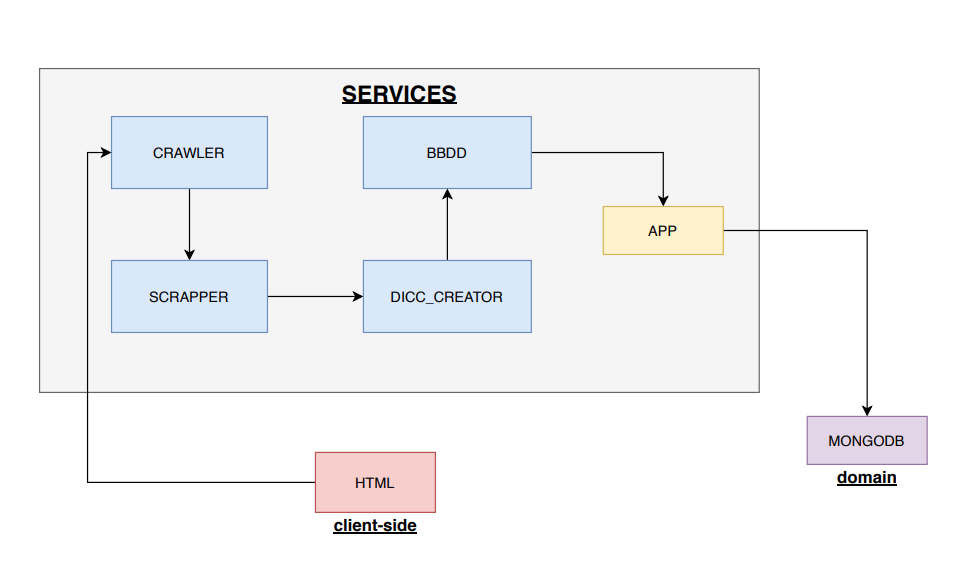 SERVICES
CRAWLER
BBDD
APP
SCRAPPER
DICC_CREATOR
MONGODB
domain
HTML
client-side